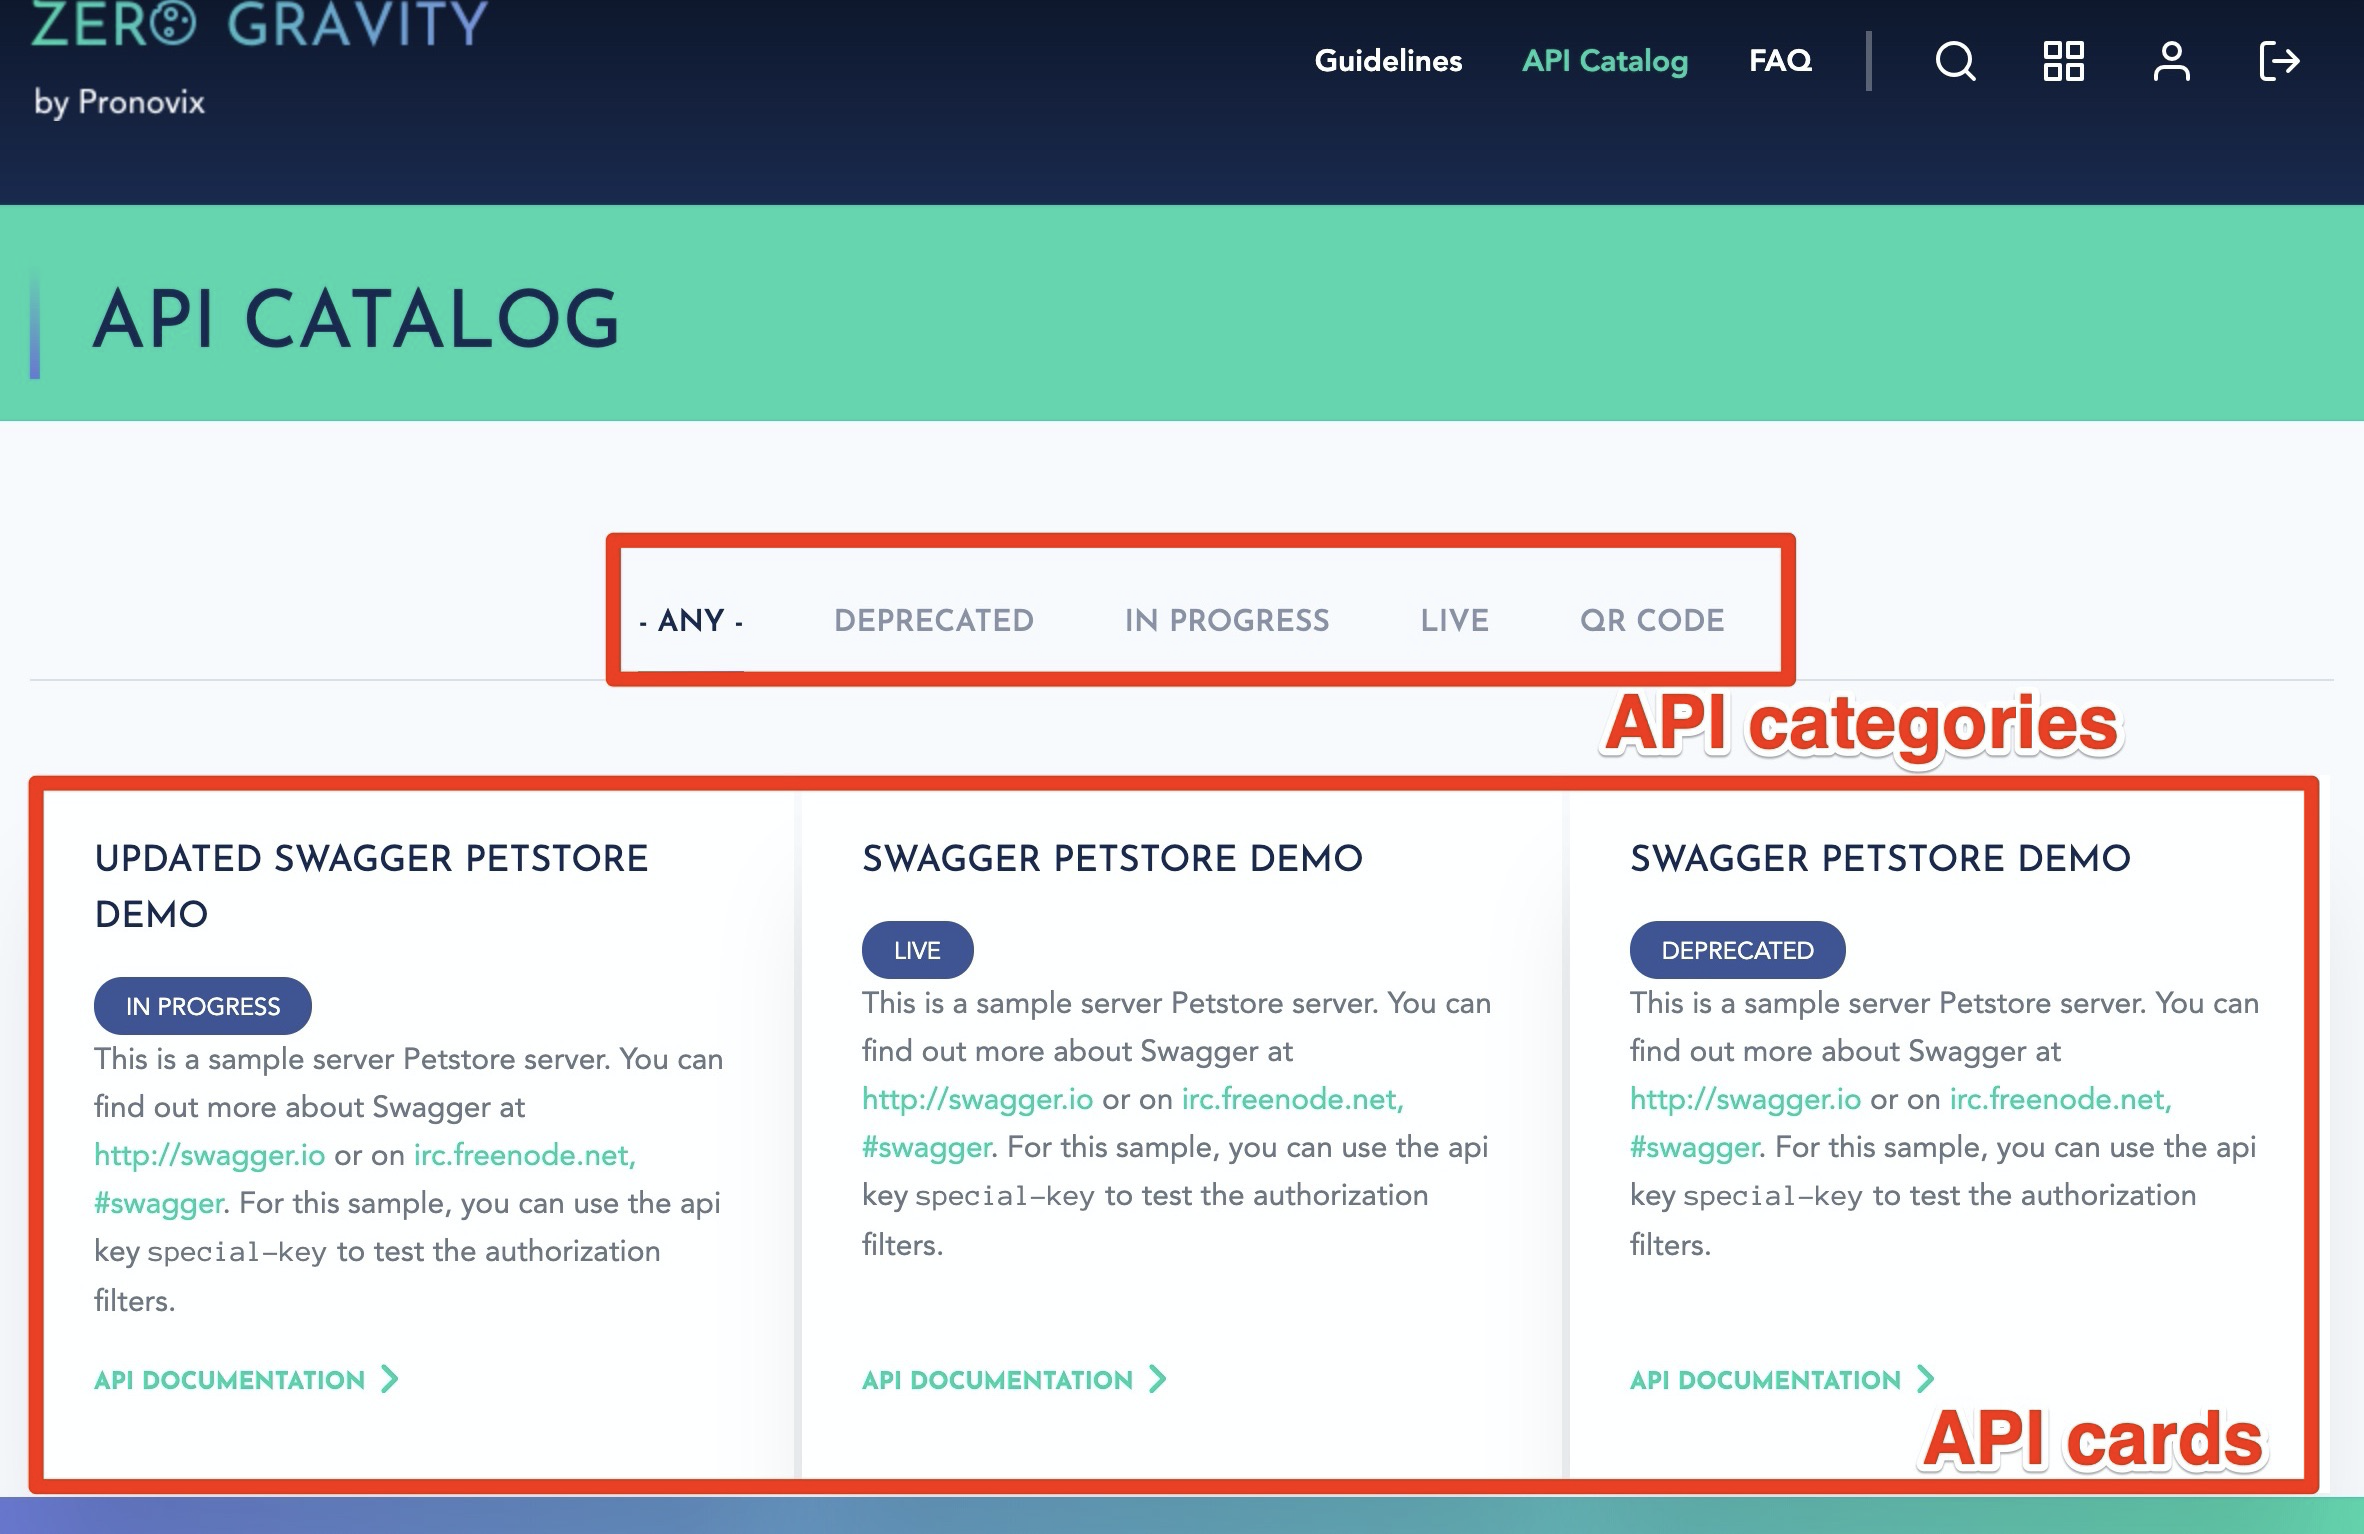 ZERO GRAVITY
by Pronovix
Guidelines API Catalog FAQ
API CATALOG
- ANY - DEPRECATED IN PROGRESS LIVE QR CODE
API categories
UPDATED SWAGGER PETSTORE
DEMO
IN PROGRESS
This is a sample server Petstore server. You can
find out more about Swagger at
http://swagger.io or on irc.freenode.net,
#swagger. For this sample, you can use the api
key special-key to test the authorization
filters.
API DOCUMENTATION
SWAGGER PETSTORE DEMO
LIVE
This is a sample server Petstore server. You can
find out more about Swagger at
http://swagger.io or on irc.freenode.net,
#swagger. For this sample, you can use the api
key special-key to test the authorization
filters.
API DOCUMENTATION
SWAGGER PETSTORE DEMO
DEPRECATED
This is a sample server Petstore server. You can
find out more about Swagger at
http://swagger.io or on irc.freenode.net,
#swagger. For this sample, you can use the api
key special-key to test the authorization
filters.
API DOCUMENTATION
API cards